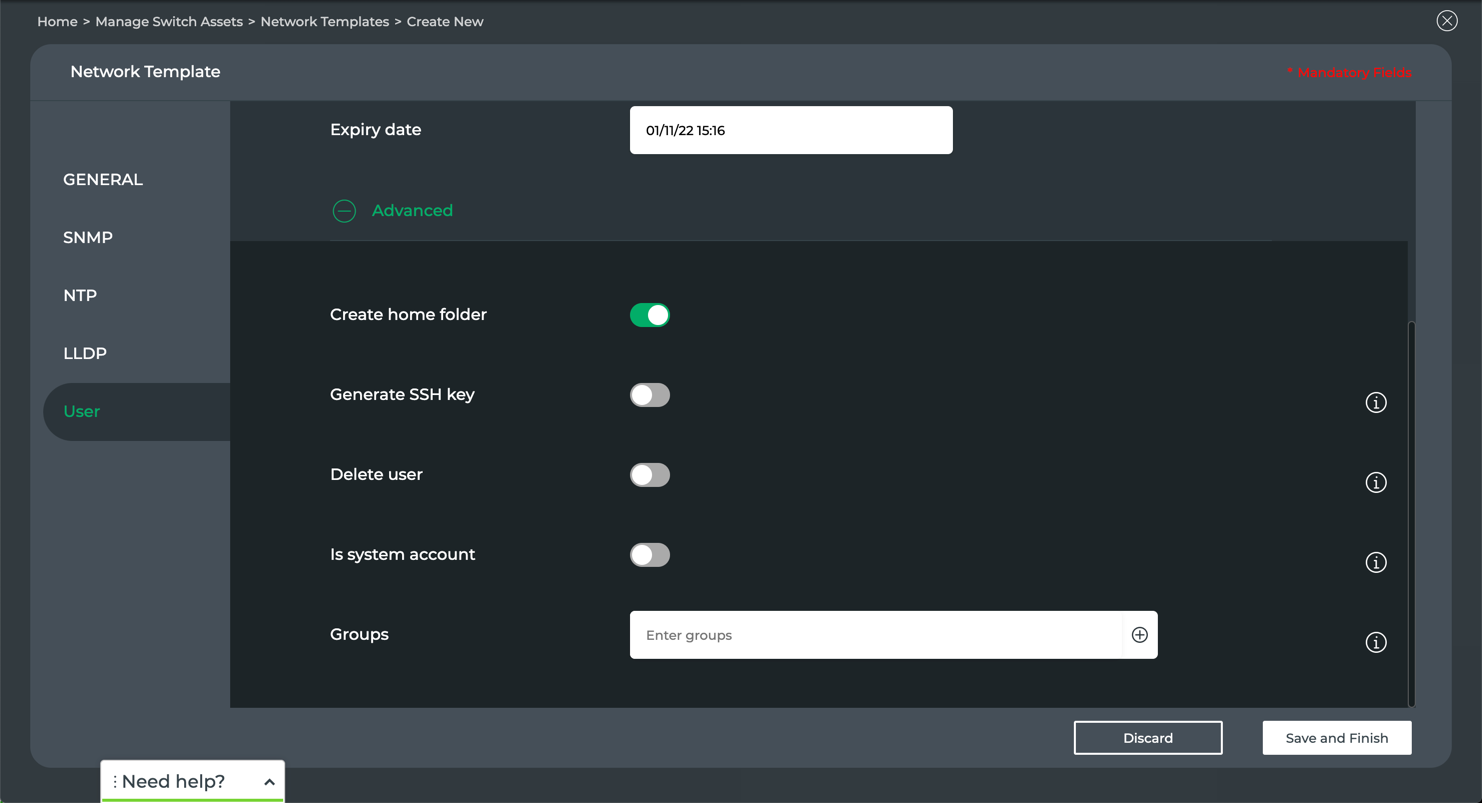 Home > Manage Switch Assets > Network Templates > Create New
Network Template
* Mandatory Fields
GENERAL
SNMP
NTP
LLDP
User
Expiry date
01/11/22 15:16
Advanced
Create home folder
Generate SSH key
Delete user
Is system account
Groups
Enter groups
Discard
Save and Finish
Need help?